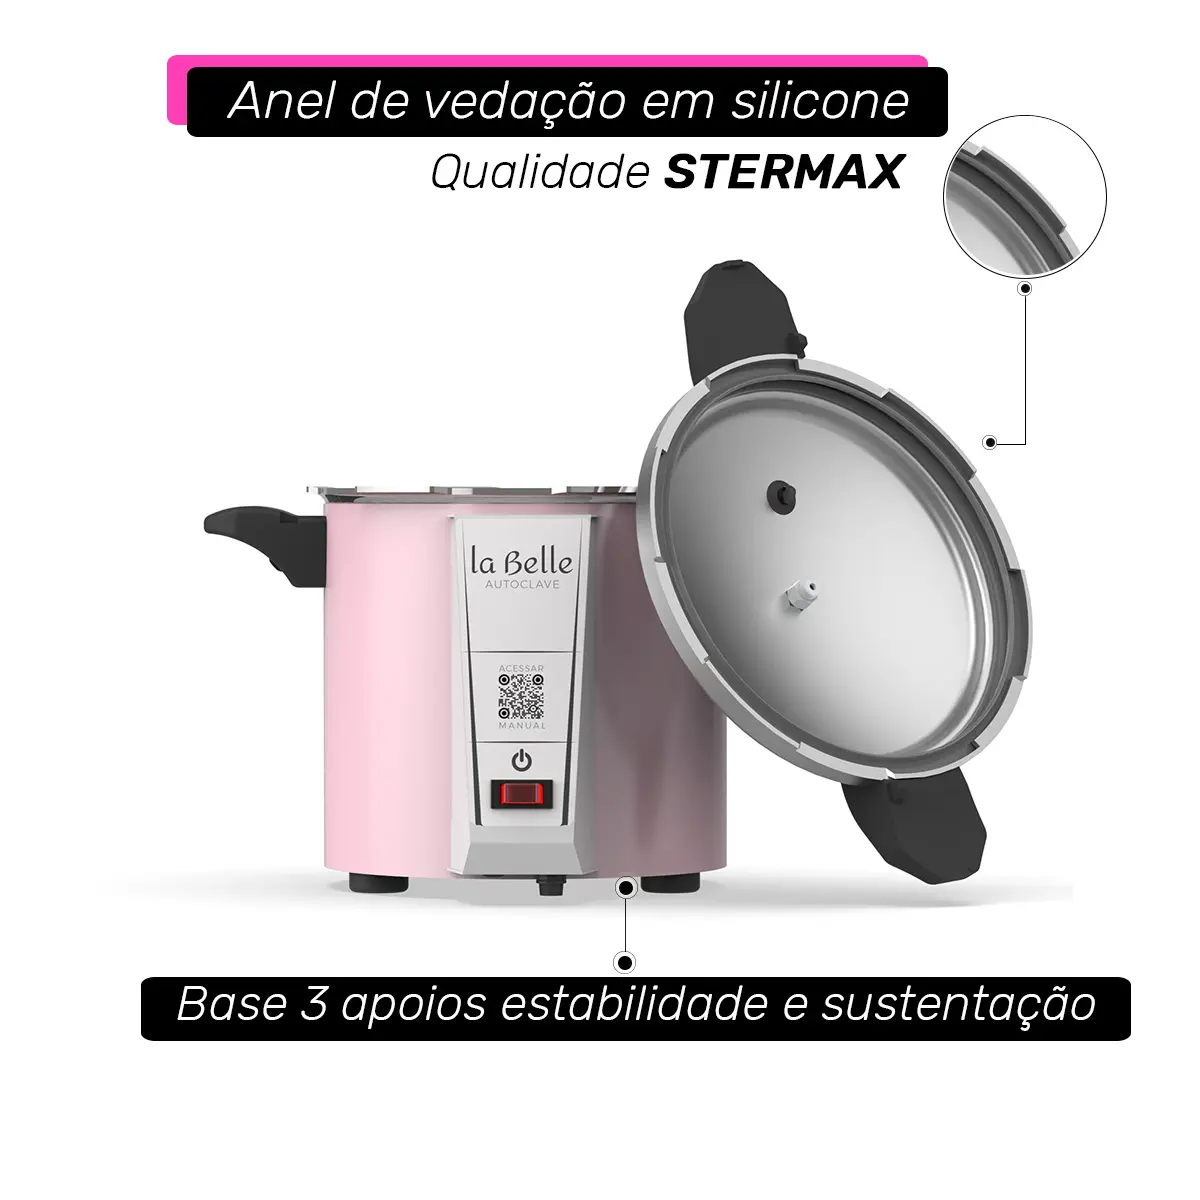 Anel de vedação em silicone
Qualidade STERMAX
la Belle
AUTOCLAVE
ACESSAR
MANUAL
Base 3 apoios estabilidade e sustentação